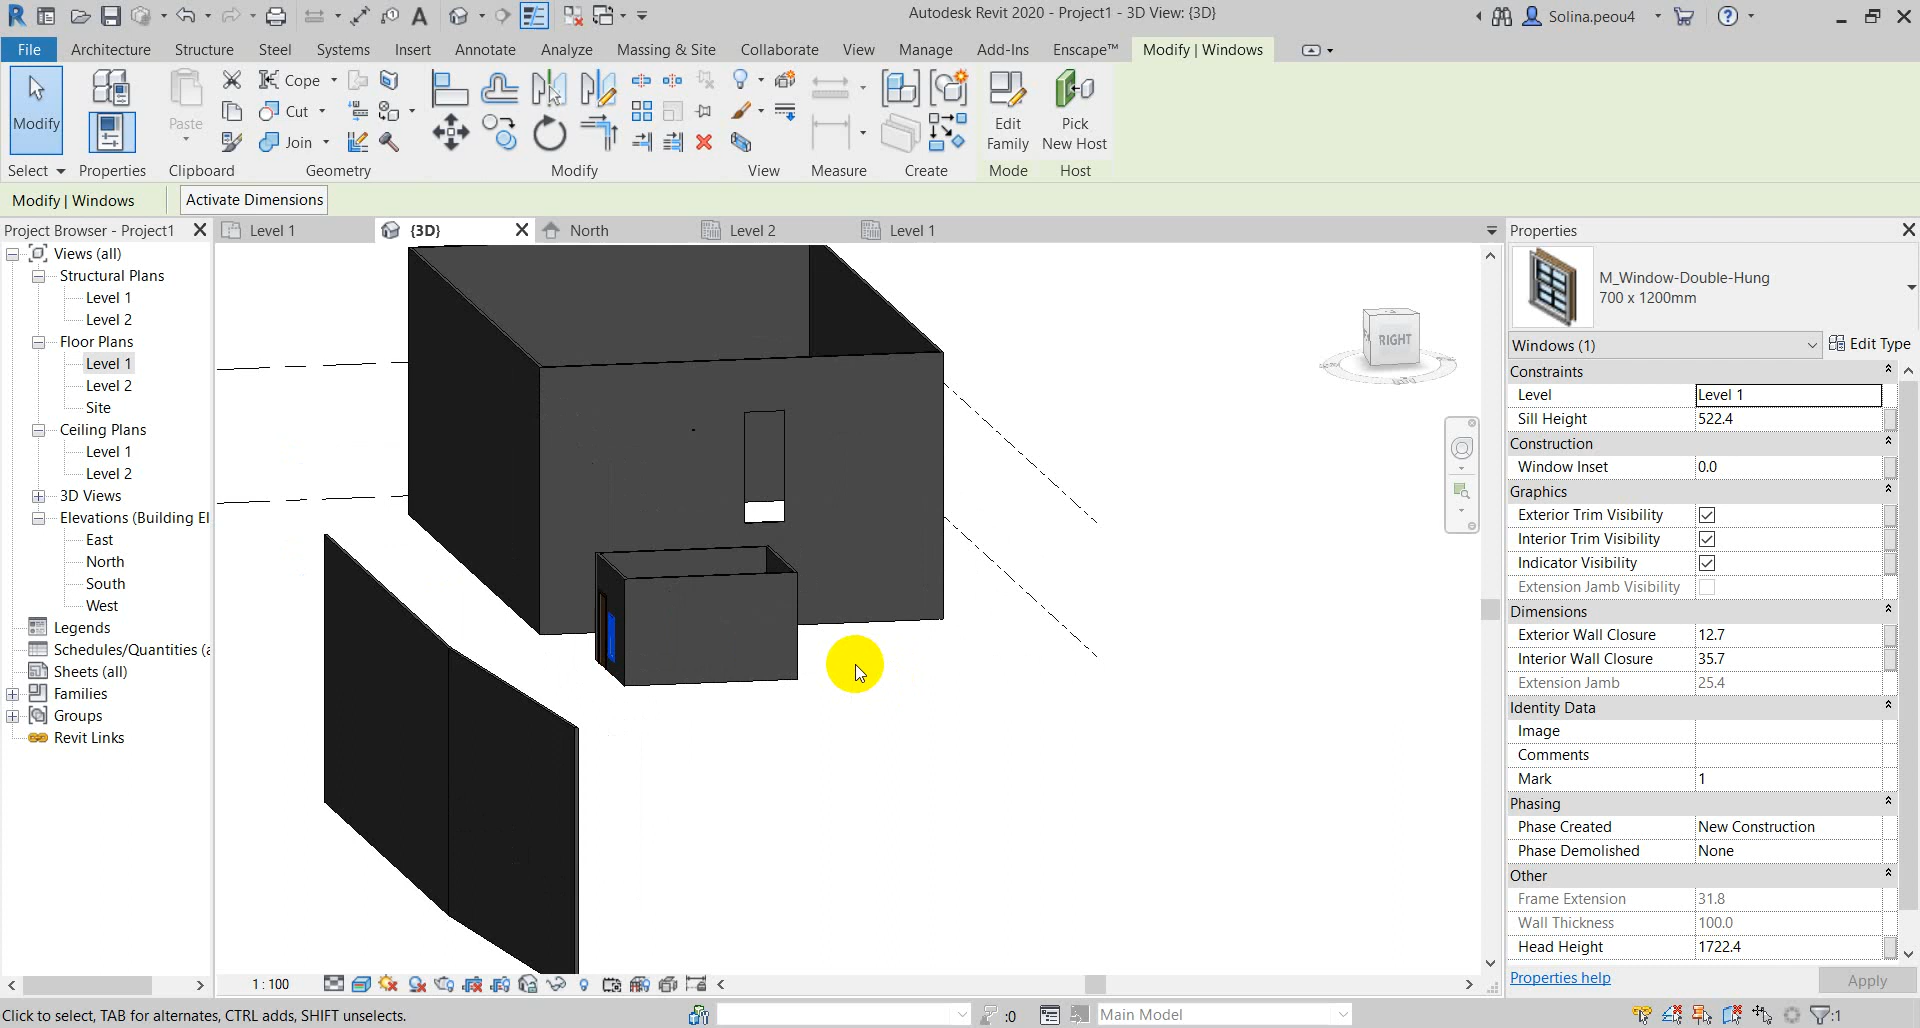 Autodesk Revit 2020 - Project1 - 3D View: {3D}
Solina.peou4
File Architecture Structure Steel Systems Insert Annotate Analyze Massing & Site Collaborate View Manage Add-Ins Enscape™ Modify | Windows
Modify
Paste
Cope
Cut
Join
Edit Family
Pick New Host
Select Properties Clipboard Geometry Modify View Measure Create Mode Host
Modify | Windows Activate Dimensions
Project Browser - Project1
Level 1 {3D} North Level 2 Level 1
Views (all)
Structural Plans
Level 1
Level 2
Floor Plans
Level 1
Level 2
Site
Ceiling Plans
Level 1
Level 2
3D Views
Elevations (Building El
East
North
South
West
Legends
Schedules/Quantities (a
Sheets (all)
Families
Groups
Revit Links
RIGHT
Properties
M_Window-Double-Hung
700 x 1200mm
Windows (1) Edit Type
Constraints
Level Level 1
Sill Height 522.4
Construction
Window Inset 0.0
Graphics
Exterior Trim Visibility
Interior Trim Visibility
Indicator Visibility
Extension Jamb Visibility
Dimensions
Exterior Wall Closure 12.7
Interior Wall Closure 35.7
Extension Jamb 25.4
Identity Data
Image
Comments
Mark 1
Phasing
Phase Created New Construction
Phase Demolished None
Other
Frame Extension 31.8
Wall Thickness 100.0
Head Height 1722.4
Properties help Apply
1 : 100
Click to select, TAB for alternates, CTRL adds, SHIFT unselects. :0 Main Model :1